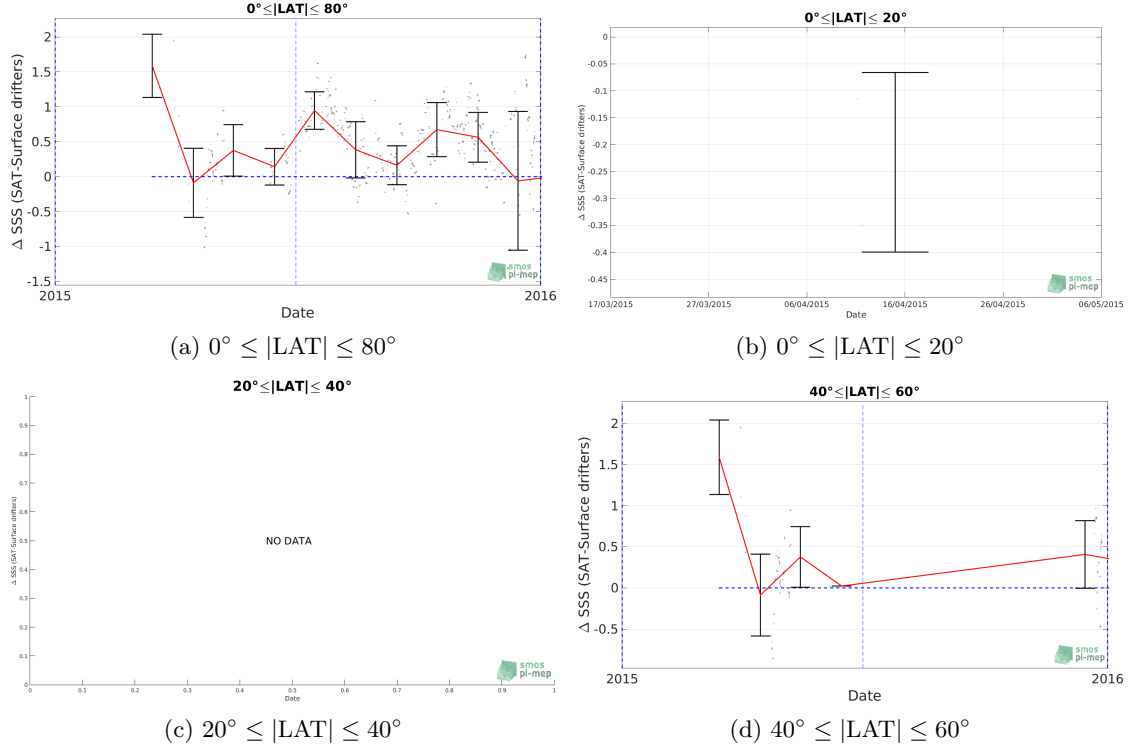 0°≤|LAT|≤ 80°
2
1.5
1
0.5
0
-0.5
-1
-1.5
Δ SSS (SAT-Surface drifters)
2015
2016
Date
smos
pi-mep
(a) 0° ≤ |LAT| ≤ 80°
0°≤|LAT|≤ 20°
0
-0.05
-0.1
-0.15
-0.2
-0.25
-0.3
-0.35
-0.4
-0.45
Δ SSS (SAT-Surface drifters)
17/03/2015
27/03/2015
06/04/2015
16/04/2015
26/04/2015
06/05/2015
Date
smos
pi-mep
(b) 0° ≤ |LAT| ≤ 20°
20°≤|LAT|≤ 40°
1
0.9
0.8
0.7
0.6
0.5
0.4
0.3
0.2
0.1
0
Δ SSS (SAT-Surface drifters)
NO DATA
0
0.1
0.2
0.3
0.4
0.5
0.6
0.7
0.8
0.9
1
Date
smos
pi-mep
(c) 20° ≤ |LAT| ≤ 40°
40°≤|LAT|≤ 60°
2
1.5
1
0.5
0
-0.5
Δ SSS (SAT-Surface drifters)
2015
2016
Date
smos
pi-mep
(d) 40° ≤ |LAT| ≤ 60°